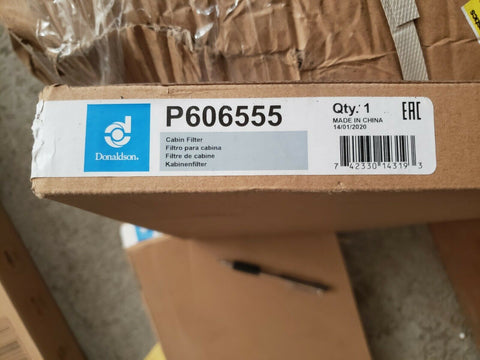 P606555
Cabin Filter
Filtro para cabina
Filtre de cabine
Kabinenfilter
Donaldson.
Qty.: 1
MADE IN CHINA
14/01/2020
EAC
7 42330 14319 3